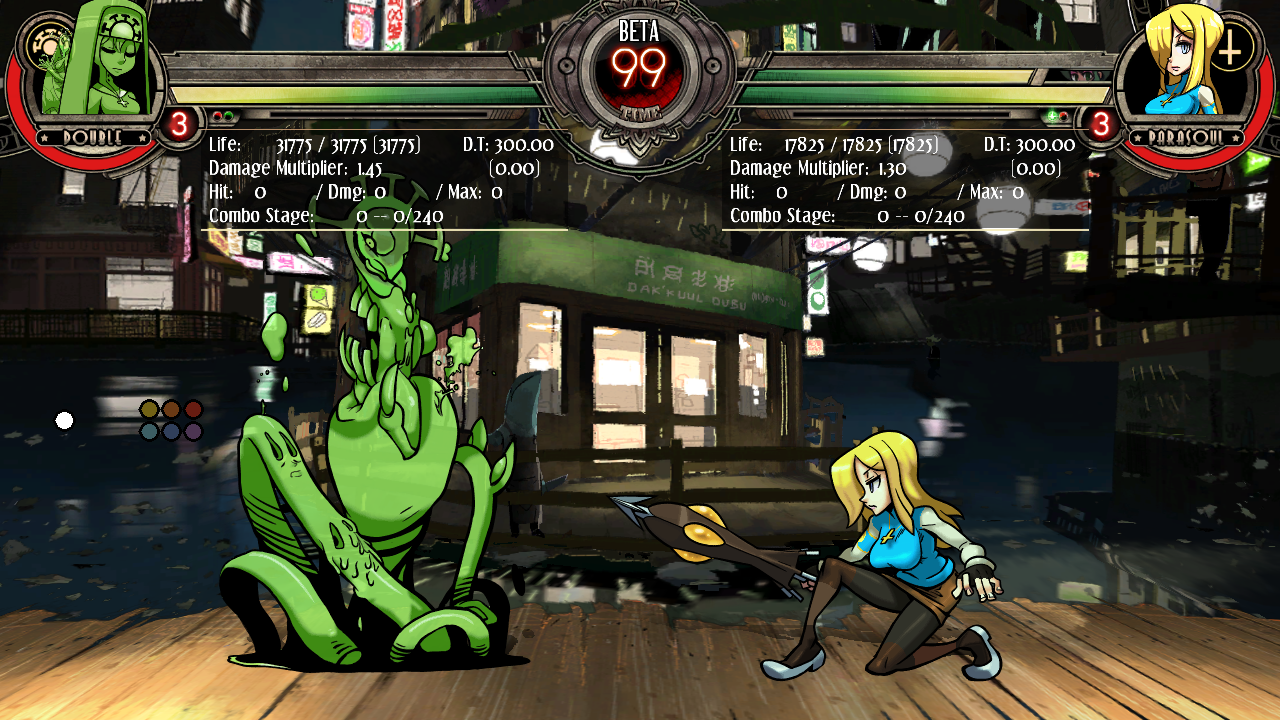 BETA
99
TIME
DOUBLE
3
3
PARASOUL
Life: 31775 / 31775 (31775) D.T: 300.00
Damage Multiplier: 1.45 (0.00)
Hit: 0 / Dmg: 0 / Max: 0
Combo Stage: 0 -- 0/240
Life: 17825 / 17825 (17825) D.T: 300.00
Damage Multiplier: 1.30 (0.00)
Hit: 0 / Dmg: 0 / Max: 0
Combo Stage: 0 -- 0/240
DAK'KUUL DUBU